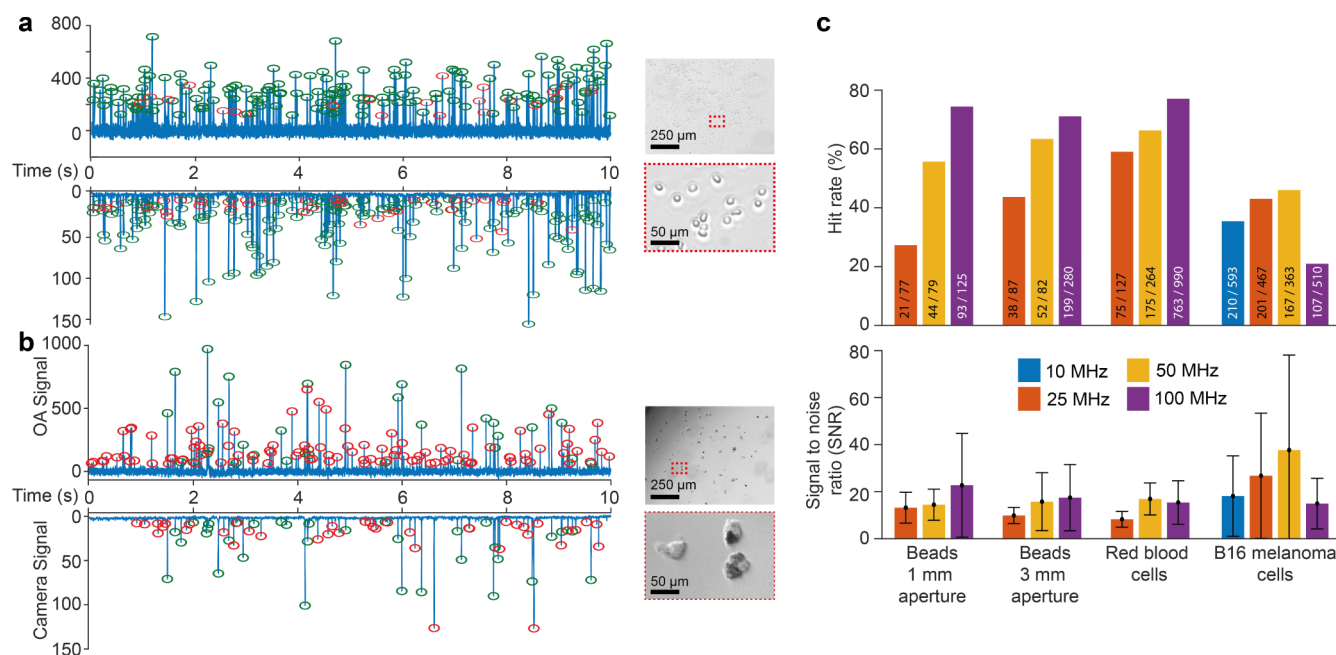 a
800
400
0
Time (s)
0
2
4
6
8
10
0
50
100
150
250 µm
50 µm
b
1000
500
0
OA Signal
Time (s)
0
2
4
6
8
10
0
50
100
150
Camera Signal
250 µm
50 µm
c
80
60
40
20
0
Hit rate (%)
21 / 77
44 / 79
93 / 125
38 / 87
52 / 82
199 / 280
75 / 127
175 / 264
763 / 990
210 / 593
201 / 467
167 / 363
107 / 510
80
60
40
20
0
Signal to noise
ratio (SNR)
10 MHz
50 MHz
25 MHz
100 MHz
Beads
1 mm
aperture
Beads
3 mm
aperture
Red blood
cells
B16 melanoma
cells